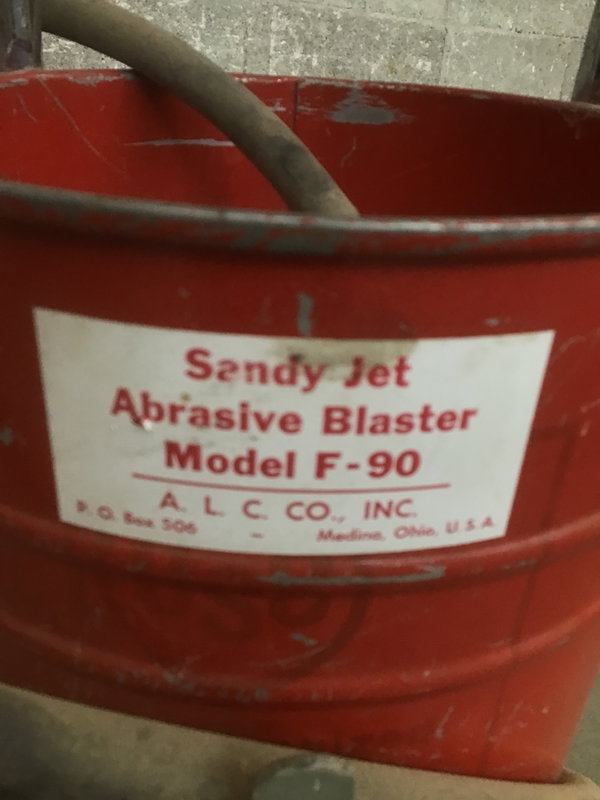 Sandy Jet
Abrasive Blaster
Model F-90
A. L. C. CO., INC.
P. O. Box 506 - Medina, Ohio, U.S.A.